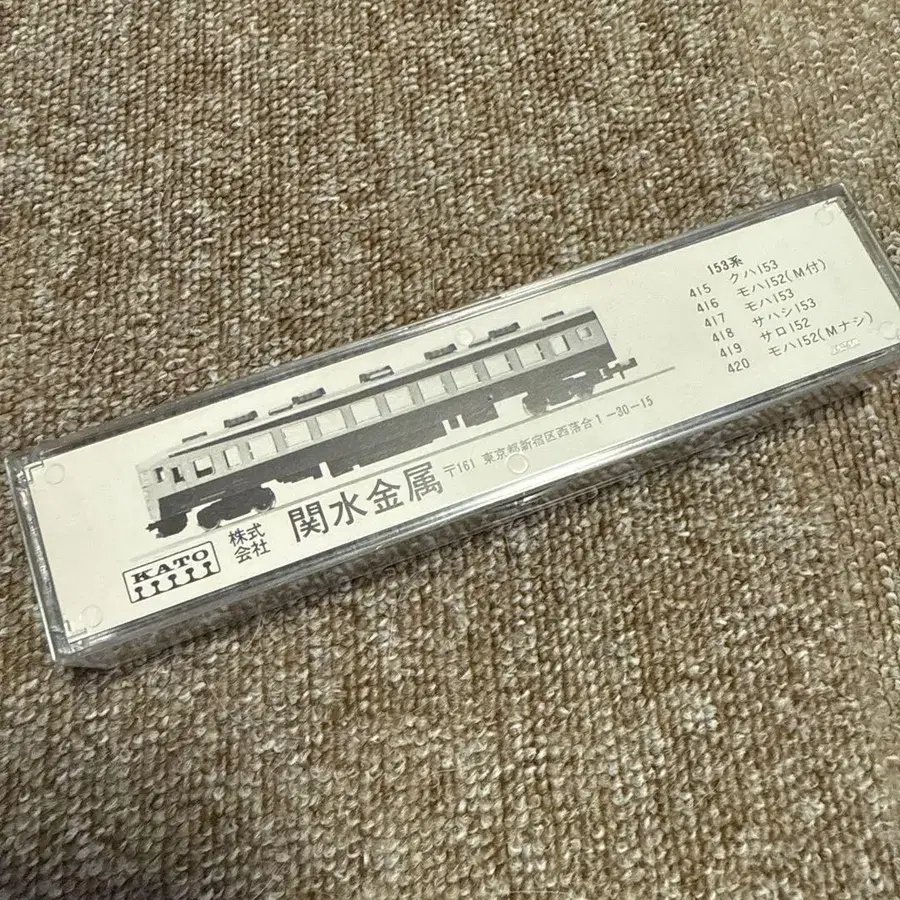 153系
415 クハ153
416 モハ152(M付)
417 モハ153
418 サハシ153
419 サロ152
420 モハ152(Mナシ)
KATO
株式会社
関水金属
〒161 東京都新宿区西落合1-30-15